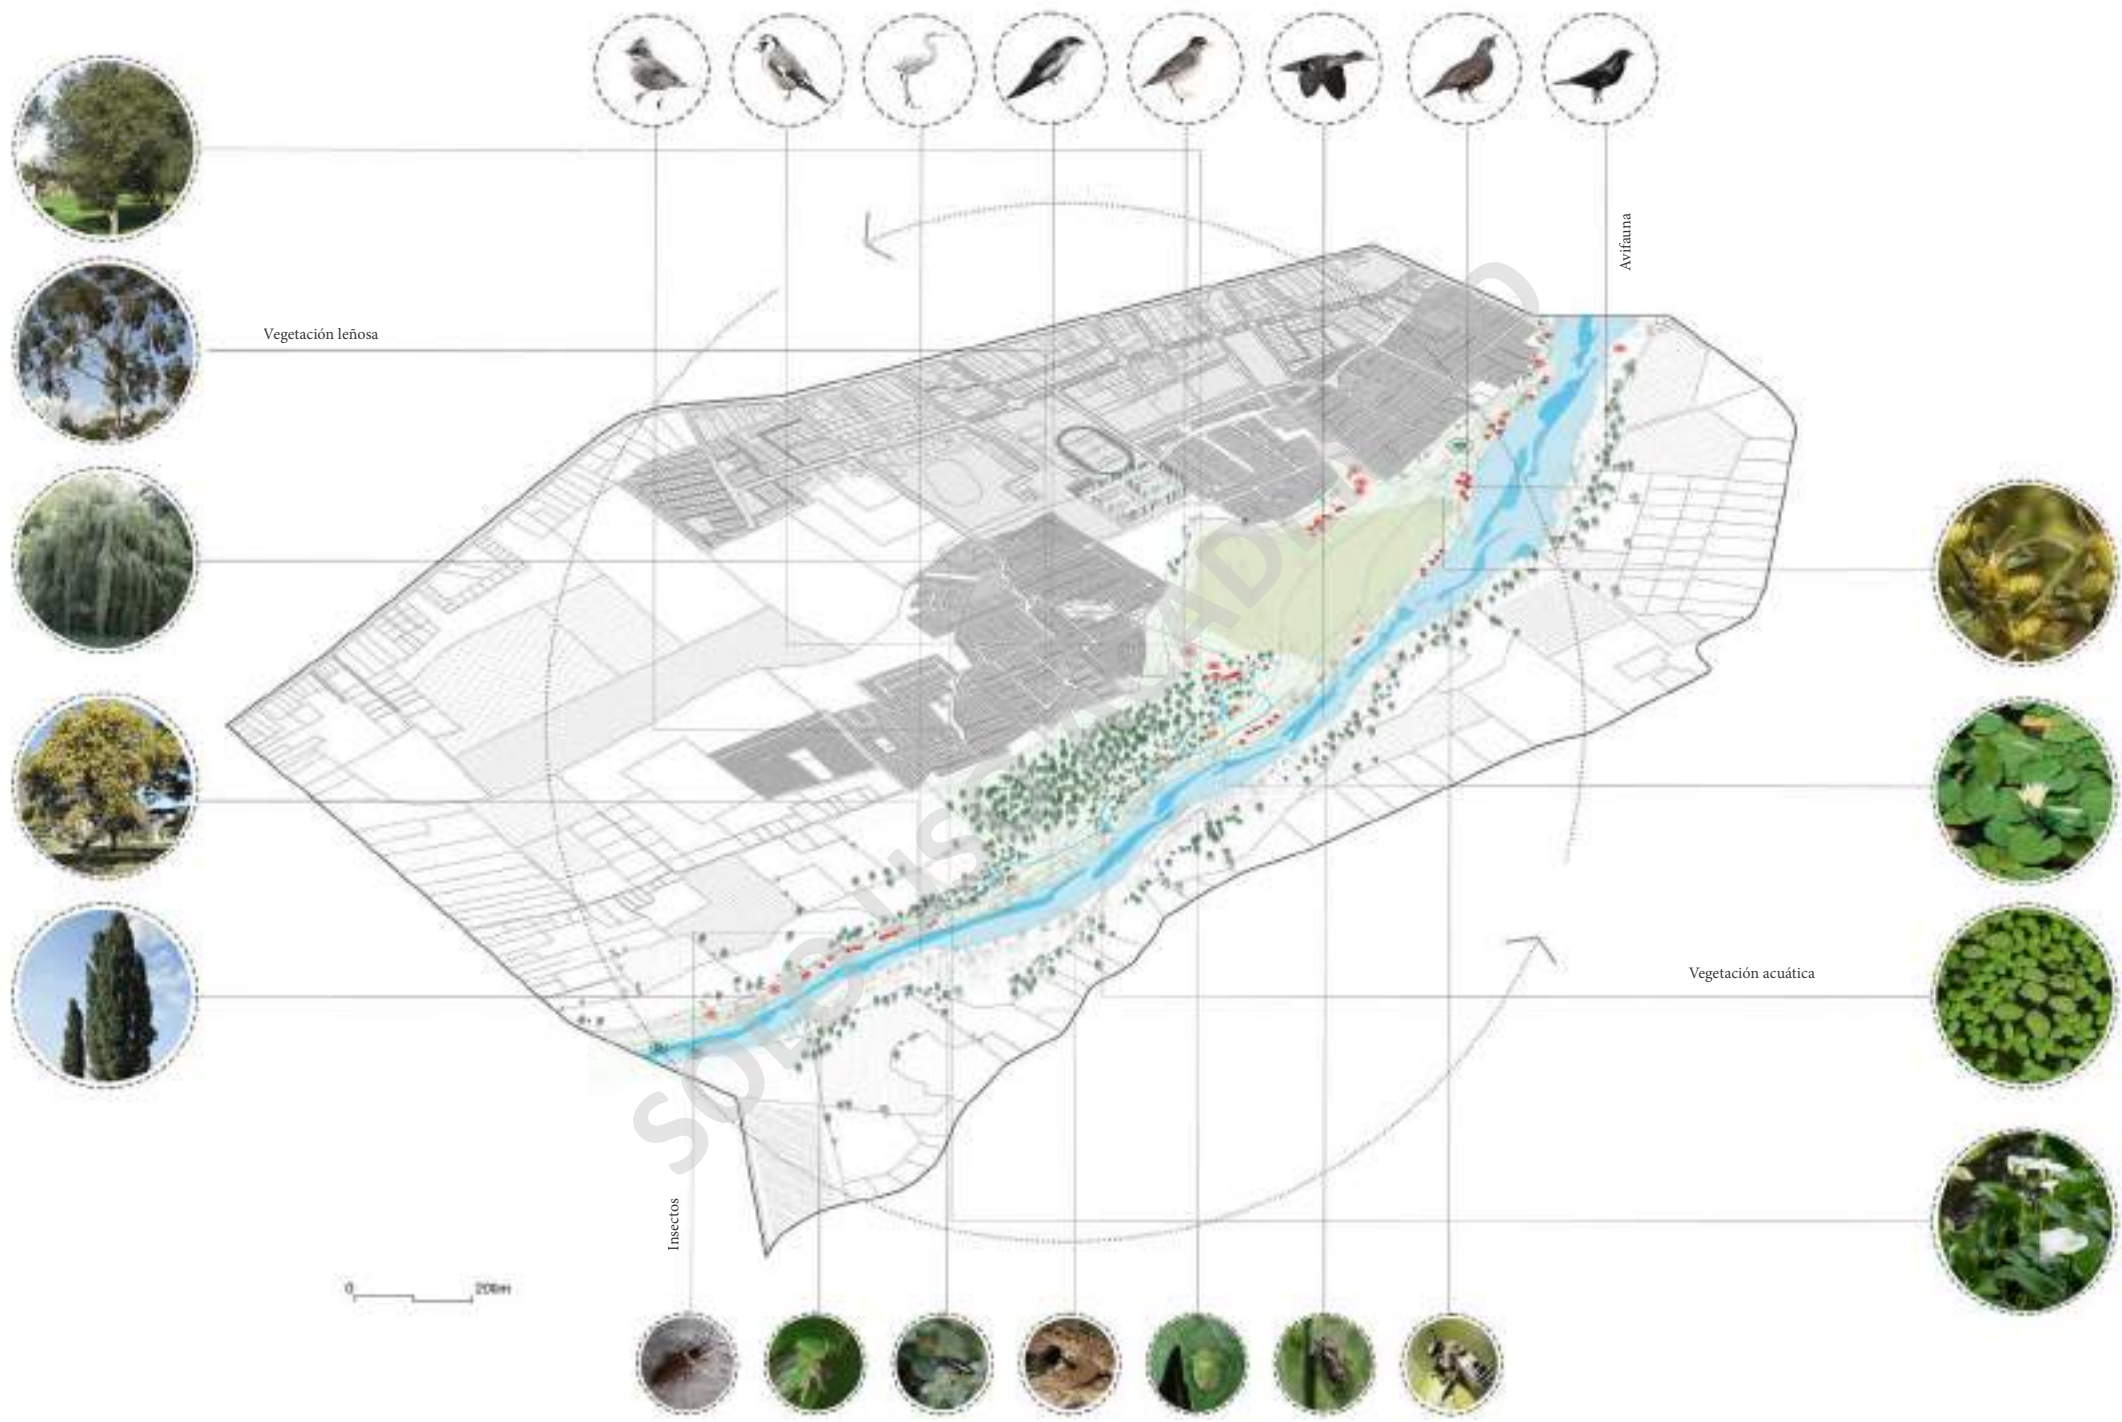 Avifauna
Vegetación leñosa
Vegetación acuática
Insectos
0 200m